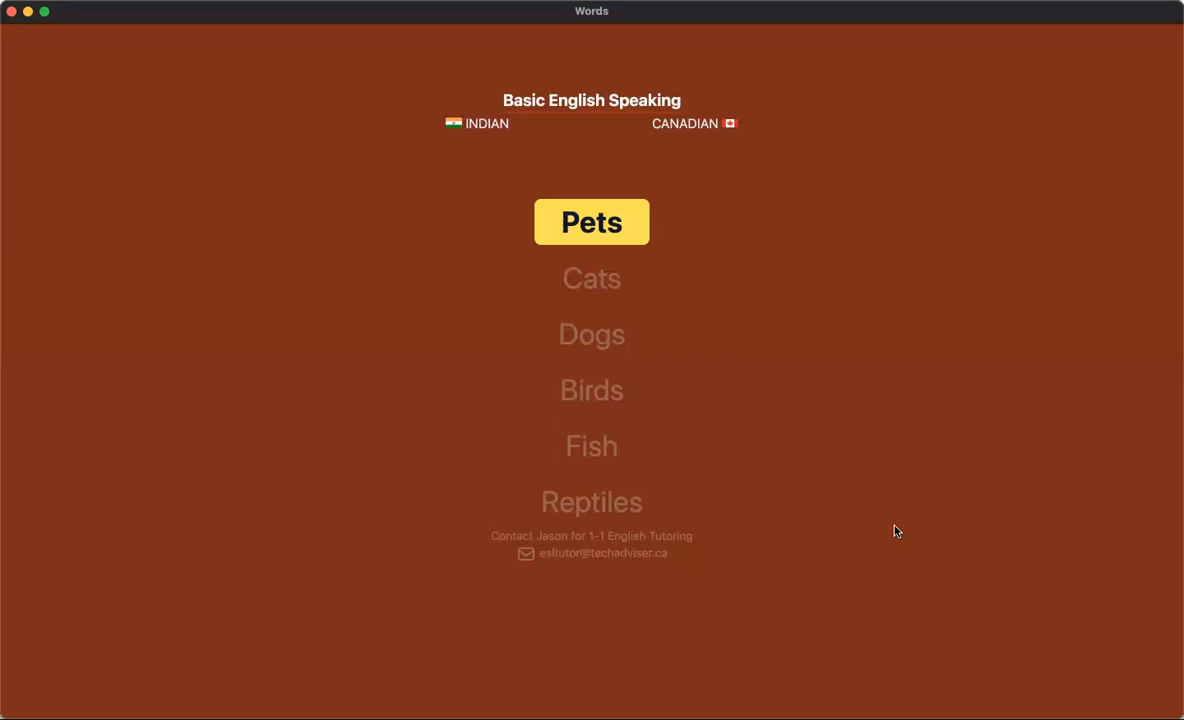 Words
Basic English Speaking
🇮🇳 INDIAN CANADIAN 🇨🇦
Pets
Cats
Dogs
Birds
Fish
Reptiles
Contact Jason for 1-1 English Tutoring
esltutor@techadviser.ca